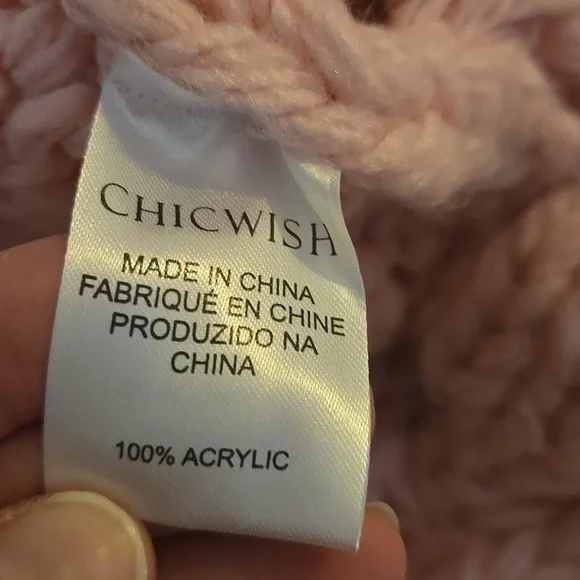 CHICWISH
MADE IN CHINA
FABRIQUÉ EN CHINE
PRODUZIDO NA
CHINA
100% ACRYLIC